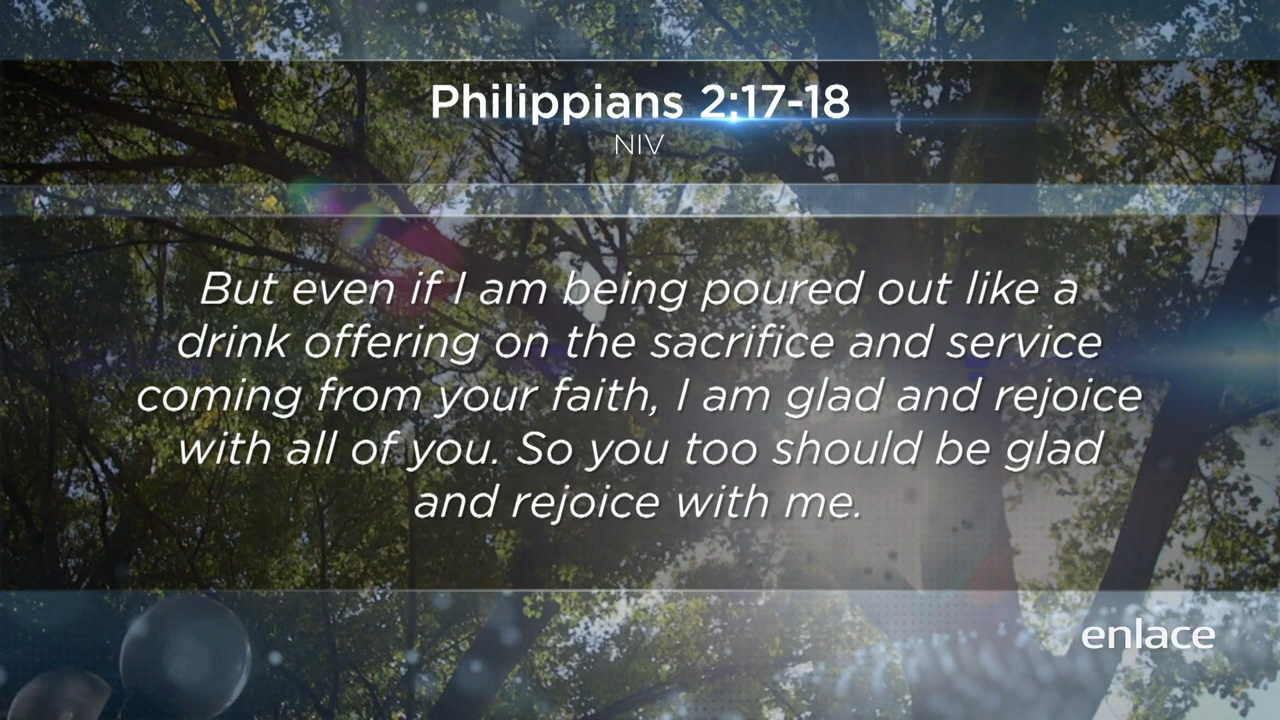 Philippians 2:17-18
NIV
But even if I am being poured out like a
drink offering on the sacrifice and service
coming from your faith, I am glad and rejoice
with all of you. So you too should be glad
and rejoice with me.
enlace